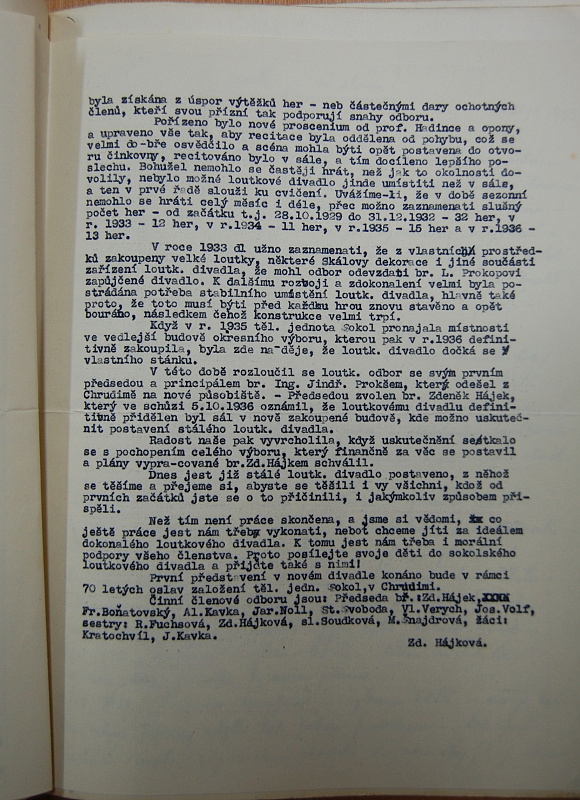 byla získána z úspor výtěžků her - neb částečnými dary ochotných
členů, kteří svou přízní tak podporují snahy odboru.
Pořízeno bylo nové proscenium od prof. Hadince a opony,
a upraveno vše tak, aby recitace byla oddělena od pohybu, což se
velmi do-bře osvědčilo a scéna mohla býti opět postavena do otvo-
ru činkovny, recitováno bylo v sále, a tím docíleno lepšího po-
slechu. Bohužel nemohlo se častěji hrát, než jak to okolnosti do-
volily, nebylo možné loutkové divadlo jinde umístiti než v sále,
a ten v prvé řadě slouží ku cvičení. Uvážíme-li, že v době sezonní
nemohlo se hráti celý měsíc i déle, přec možno zaznamenati slušný
počet her - od začátku t.j. 28.10.1929 do 31.12.1932 - 32 her, v
r. 1933 - 12 her, v r.1934 - 11 her, v r.1935 - 15 her a v r.1936 -
13 her.
V roce 1933 dl užno zaznamenati, že z vlastních prostřed-
ků zakoupeny velké loutky, některé Skálovy dekorace i jiné součásti
zařízení loutk. divadla, že mohl odbor odevzdati br. L. Prokopovi
zapůjčené divadlo. K dalšímu rozboji a zdokonalení velmi byla po-
strádána potřeba stabilního umístění loutk. divadla, hlavně také
proto, že toto musí býti před každku hrou znovu stavěno a opět
bouráno, následkem čehož konstrukce velmi trpí.
Když v r. 1935 těl. jednota Sokol pronajala místnosti
ve vedlejší budově okresního výboru, kterou pak v r.1936 defini-
tivně zakoupila, byla zde na-děje, že loutk. divadlo dočká se v
vlastního stánku.
V této době rozloučil se loutk. odbor se svým prvním
předsedou a principálem br. Ing. Jindř. Prokšem, který odešel z
Chrudimě na nové působiště. - Předsedou zvolen br. Zdeněk Hájek,
který ve schůzi 5.10.1936 oznámil, že loutkovému divadlu defini-
tivně přidělen byl sál v nově zakoupené budově, kde možno uskuteč-
nit postavení stálého loutk. divadla.
Radost naše pak vyvrcholila, když uskutečnění setkalo
se s pochopením celého výboru, který finančně za věc se postavil
a plány vypra-cované br.Zd.Hájkem schválil.
Dnes jest již stálé loutk. divadlo postaveno, z něhož
se těšíme a přejeme si, abyste se těšili i vy všichni, kdož od
prvních začátků jste se o to přičinili, i jakýmkoliv způsobem při-
spěli.
Než tím není práce skončena, a jsme si vědomi, že co
ještě práce jest nám třeba vykonati, neboť chceme jíti za ideálem
dokonalého loutkového divadla. K tomu jest nám třeba i morální
podpory všeho členstva. Proto posílejte svoje děti do sokolského
loutkového divadla a přijďte také s nimi!
První představení v novém divadle konáno bude v rámci
70 letých oslav založení těl. jedn. Sokol,v Chrudimi.
Činní členové odboru jsou: Předseda bř. :Zd.Hájek,
Fr.Boňatovský, Al.Kavka, Jar.Noll, St.Svoboda, Vl.Verych, Jos.Volf,
sestry: R.Fuchsová, Zd.Hájková, sl.Soudková, M.Šnajdrová, žáci:
Kratochvíl, J.Kavka.
Zd. Hájková.